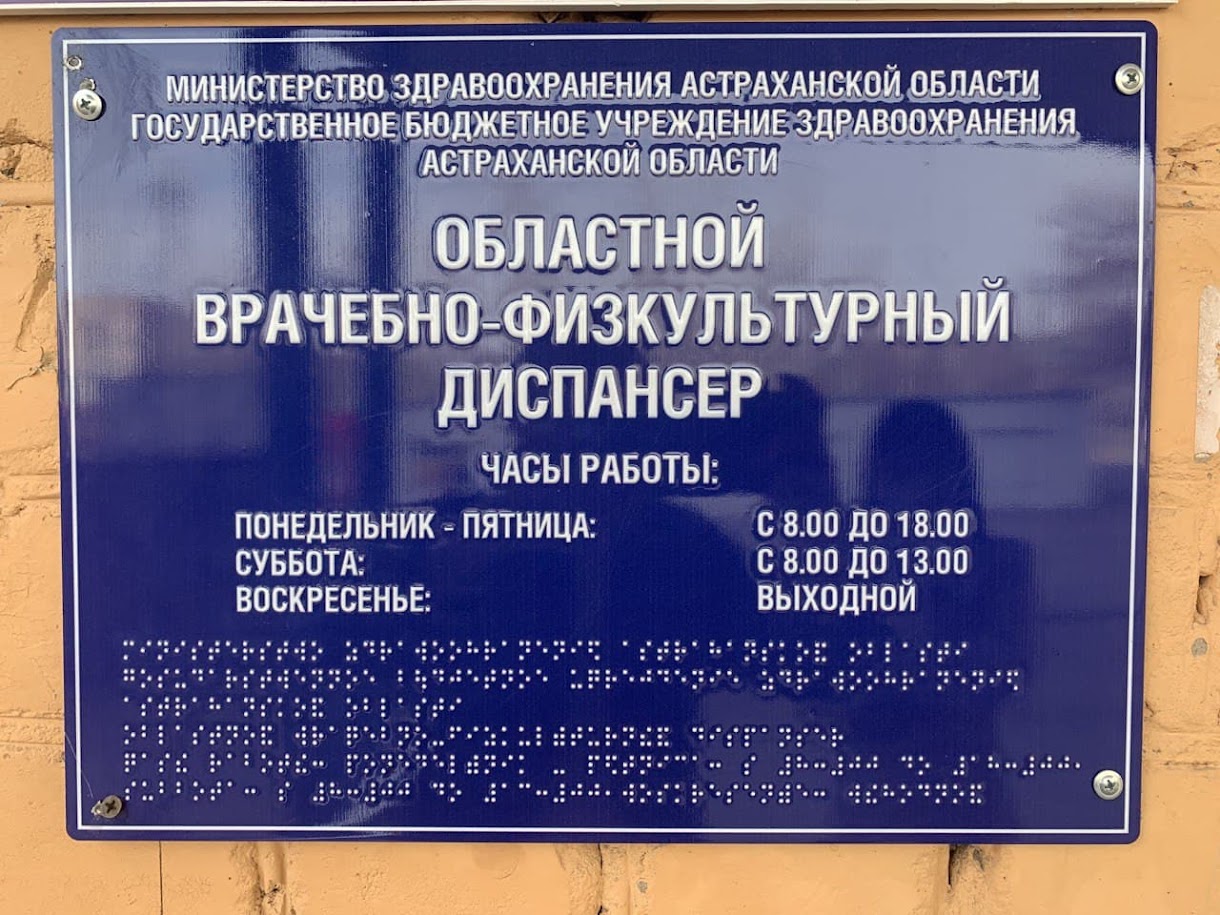 МИНИСТЕРСТВО ЗДРАВООХРАНЕНИЯ АСТРАХАНСКОЙ ОБЛАСТИ
ГОСУДАРСТВЕННОЕ БЮДЖЕТНОЕ УЧРЕЖДЕНИЕ ЗДРАВООХРАНЕНИЯ
АСТРАХАНСКОЙ ОБЛАСТИ
ОБЛАСТНОЙ
ВРАЧЕБНО-ФИЗКУЛЬТУРНЫЙ
ДИСПАНСЕР
ЧАСЫ РАБОТЫ:
ПОНЕДЕЛЬНИК - ПЯТНИЦА: С 8.00 ДО 18.00
СУББОТА: С 8.00 ДО 13.00
ВОСКРЕСЕНЬЕ: ВЫХОДНОЙ